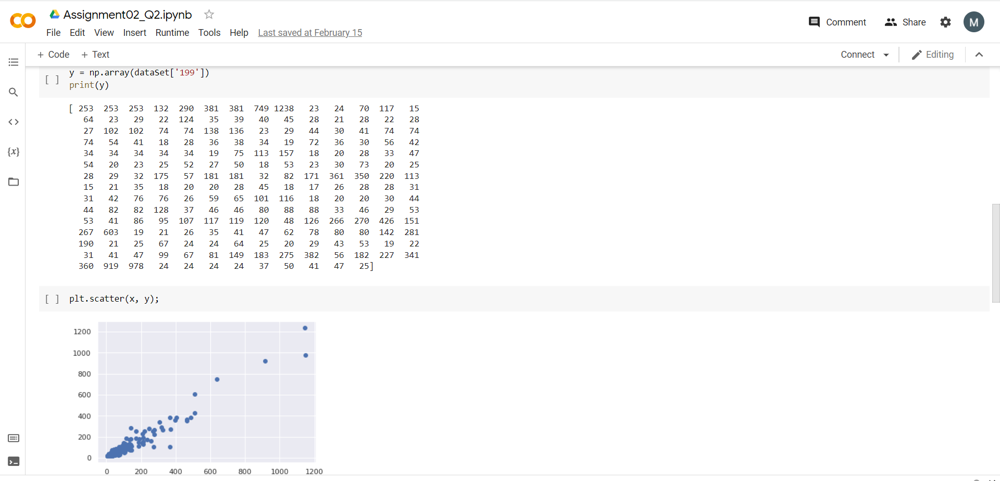 Assignment02_Q2.ipynb
File Edit View Insert Runtime Tools Help Last saved at February 15
Comment Share M
+ Code + Text
Connect Editing
[ ] y = np.array(dataSet['199'])
print(y)
[ 253 253 253 132 290 381 381 749 1238 23 24 70 117 15
64 23 29 22 124 35 39 40 45 28 21 28 22 28
27 102 102 74 74 138 136 23 29 44 30 41 74 74
74 54 41 18 28 36 38 34 19 72 36 30 56 42
34 34 34 34 34 19 75 113 157 18 20 28 33 47
54 20 23 25 52 27 50 18 53 23 30 73 20 25
28 29 32 175 57 181 181 32 82 171 361 350 220 113
15 21 35 18 20 20 28 45 18 17 26 28 28 31
31 42 76 76 26 59 65 101 116 18 20 20 30 44
44 82 82 128 37 46 46 80 88 88 33 46 29 53
53 41 86 95 107 117 119 120 48 126 266 270 426 151
267 603 19 21 26 35 41 47 62 78 80 80 142 281
190 21 25 67 24 24 64 25 20 29 43 53 19 22
31 41 47 99 67 81 149 183 275 382 56 182 227 341
360 919 978 24 24 24 24 37 50 41 47 25]
[ ] plt.scatter(x, y);
1200
1000
800
600
400
200
0
0 200 400 600 800 1000 1200